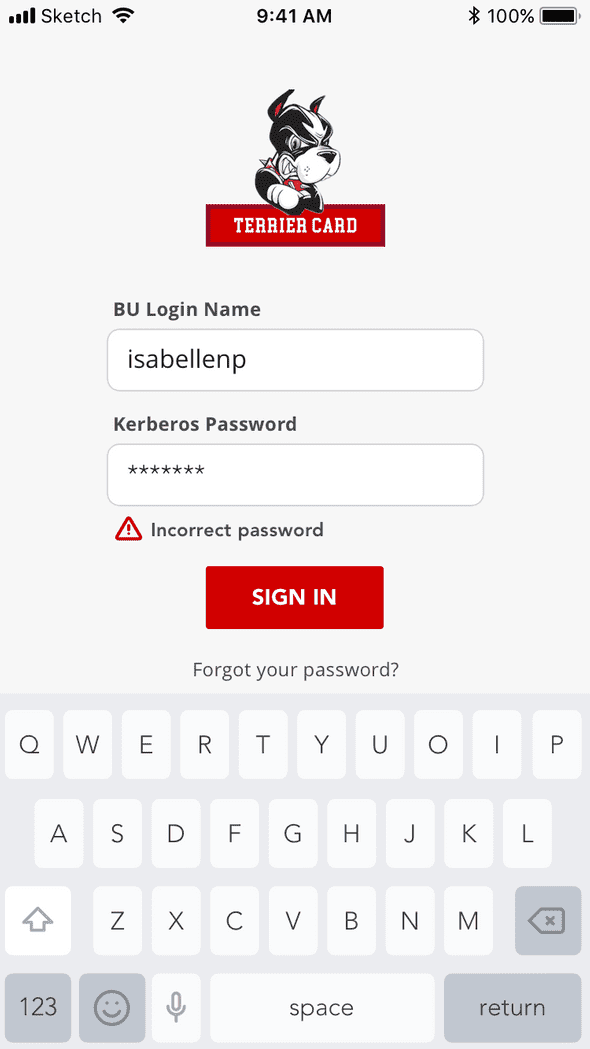 Sketch 9:41 AM 100%
TERRIER CARD
BU Login Name
isabellenp
Kerberos Password
*******
Incorrect password
SIGN IN
Forgot your password?
Q W E R T Y U O I P
A S D F G H J K L
Z X C V B N M
123 space return